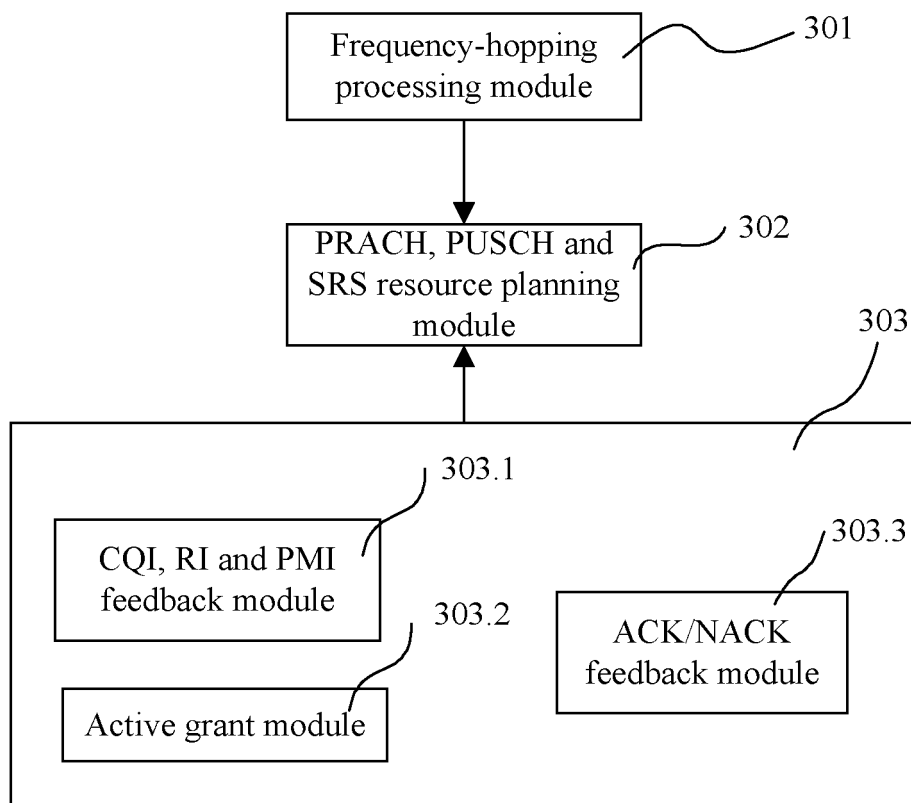 301
Frequency-hopping
processing module
302
PRACH, PUSCH and
SRS resource planning
module
303
303.1
CQI, RI and PMI
feedback module
303.3
303.2
ACK/NACK
feedback module
Active grant module